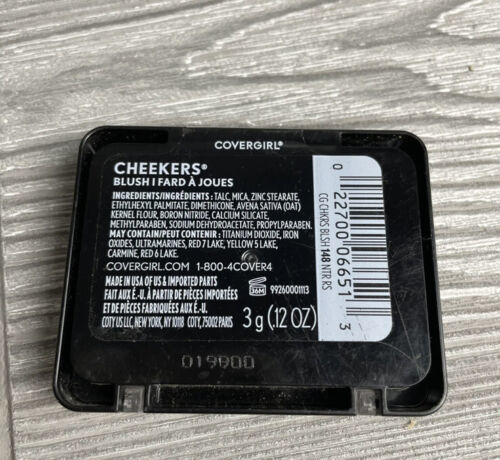 COVERGIRL®
CHEEKERS®
BLUSH | FARD À JOUES
INGREDIENTS/INGRÉDIENTS: TALC, MICA, ZINC STEARATE,
ETHYLHEXYL PALMITATE, DIMETHICONE, AVENA SATIVA (OAT)
KERNEL FLOUR, BORON NITRIDE, CALCIUM SILICATE,
METHYLPARABEN, SODIUM DEHYDROACETATE, PROPYLPARABEN.
MAY CONTAIN/PEUT CONTENIR : TITANIUM DIOXIDE, IRON
OXIDES, ULTRAMARINES, RED 7 LAKE, YELLOW 5 LAKE,
CARMINE, RED 6 LAKE.
COVERGIRL.COM 1-800-4COVER4
MADE IN USA OF US & IMPORTED PARTS
FAIT AUX É.-U. À PARTIR DE PIÈCES IMPORTÉES
ET DE PIÈCES FABRIQUÉES AUX É.-U.
COTY US LLC, NEW YORK, NY 10118 COTY, 75002 PARIS
36M
99260001113
3 g (.12 OZ)
CG CHKRS BLSH 148 NTR RS
0 22700 06651 3
019900